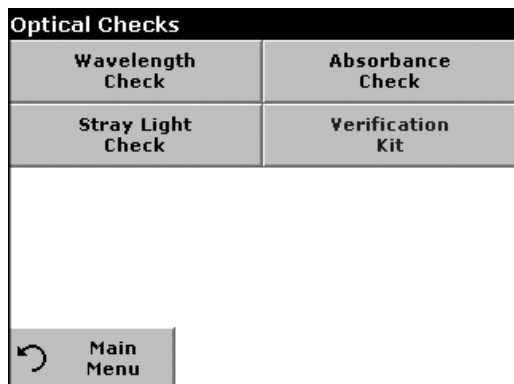 Optical Checks
Wavelength
Check
Absorbance
Check
Stray Light
Check
Verification
Kit
Main
Menu